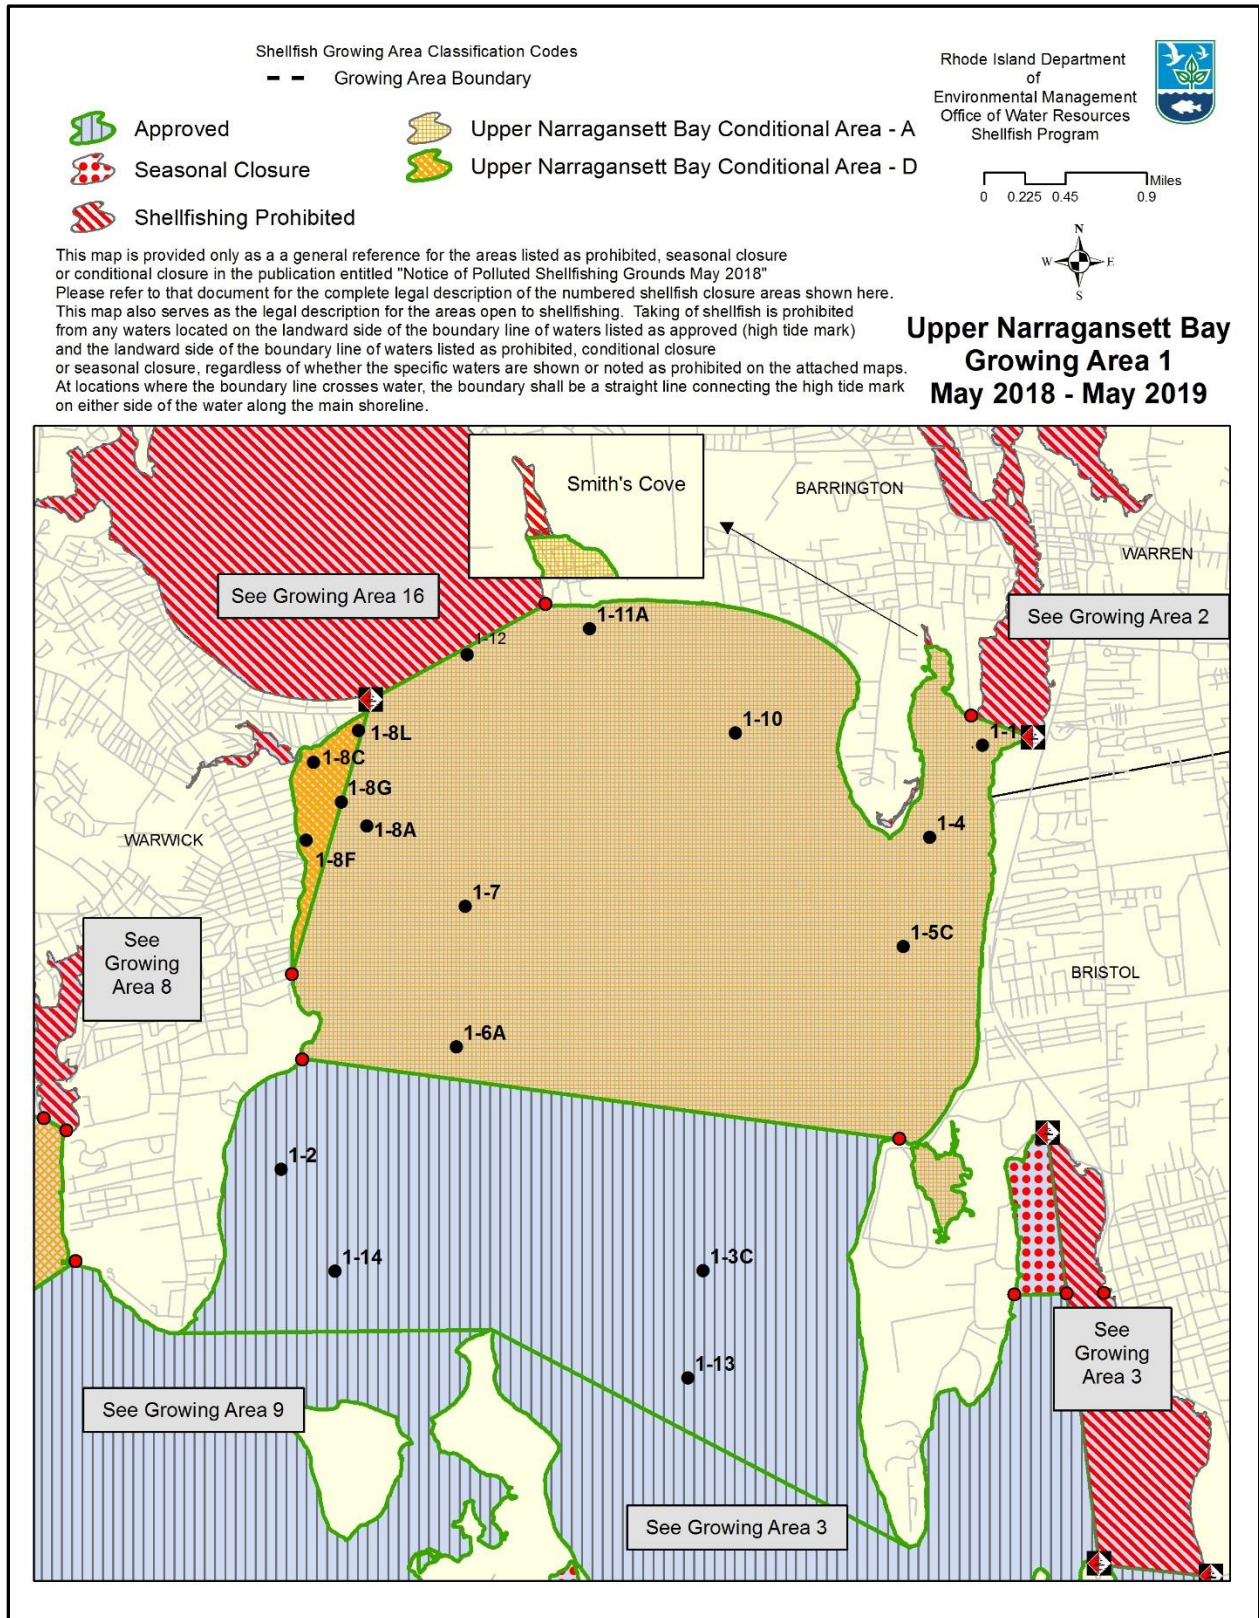 Shellfish Growing Area Classification Codes
Growing Area Boundary
Approved
Seasonal Closure
Shellfishing Prohibited
Upper Narragansett Bay Conditional Area - A
Upper Narragansett Bay Conditional Area - D
Rhode Island Department
of
Environmental Management
Office of Water Resources
Shellfish Program
Miles
0 0.225 0.45 0.9
N
W E
S
This map is provided only as a a general reference for the areas listed as prohibited, seasonal closure
or conditional closure in the publication entitled "Notice of Polluted Shellfishing Grounds May 2018"
Please refer to that document for the complete legal description of the numbered shellfish closure areas shown here.
This map also serves as the legal description for the areas open to shellfishing. Taking of shellfish is prohibited
from any waters located on the landward side of the boundary line of waters listed as approved (high tide mark)
and the landward side of the boundary line of waters listed as prohibited, conditional closure
or seasonal closure, regardless of whether the specific waters are shown or noted as prohibited on the attached maps.
At locations where the boundary line crosses water, the boundary shall be a straight line connecting the high tide mark
on either side of the water along the main shoreline.
Upper Narragansett Bay
Growing Area 1
May 2018 - May 2019
Smith's Cove
BARRINGTON
WARREN
See Growing Area 16
See Growing Area 2
1-11A
1-12
1-10
1-1
1-8L
1-8C
1-8G
1-8A
1-4
WARWICK
1-8F
1-7
1-5C
See
Growing
Area 8
BRISTOL
1-6A
1-2
1-14
1-3C
See
Growing
Area 3
1-13
See Growing Area 9
See Growing Area 3